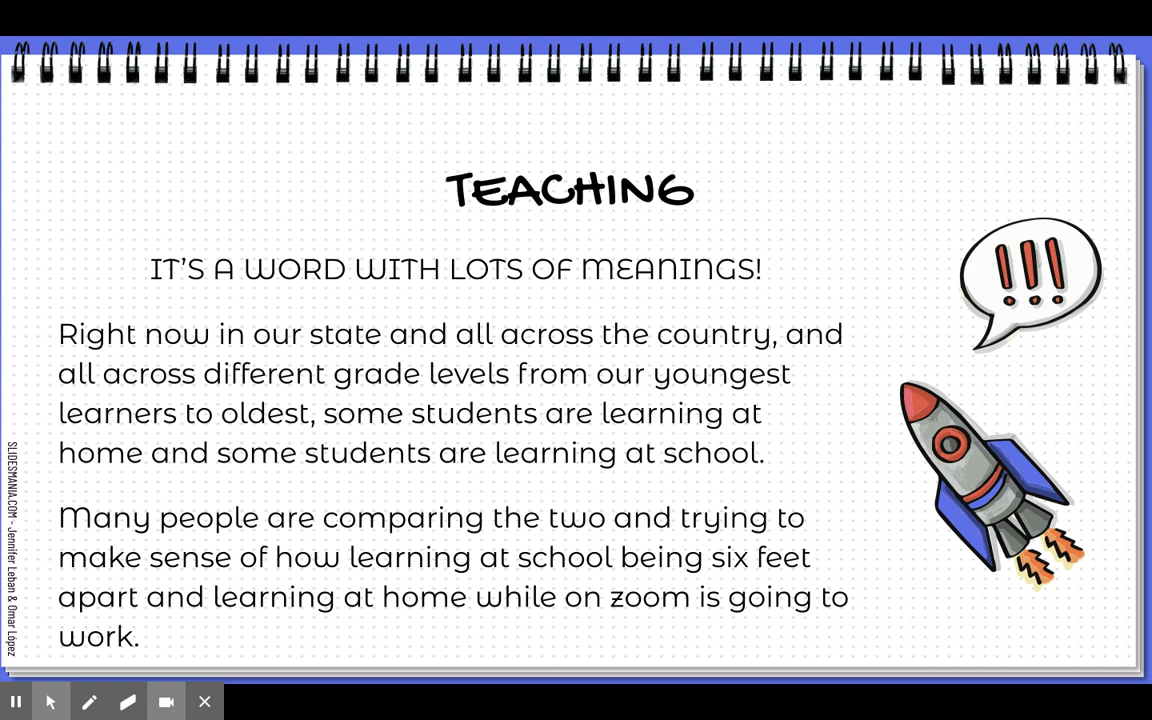 TEACHING
IT'S A WORD WITH LOTS OF MEANINGS!
Right now in our state and all across the country, and
all across different grade levels from our youngest
learners to oldest, some students are learning at
home and some students are learning at school.
Many people are comparing the two and trying to
make sense of how learning at school being six feet
apart and learning at home while on zoom is going to
work.
!!!
SLIDESMANIA.COM - Jennifer Leban & Omar López